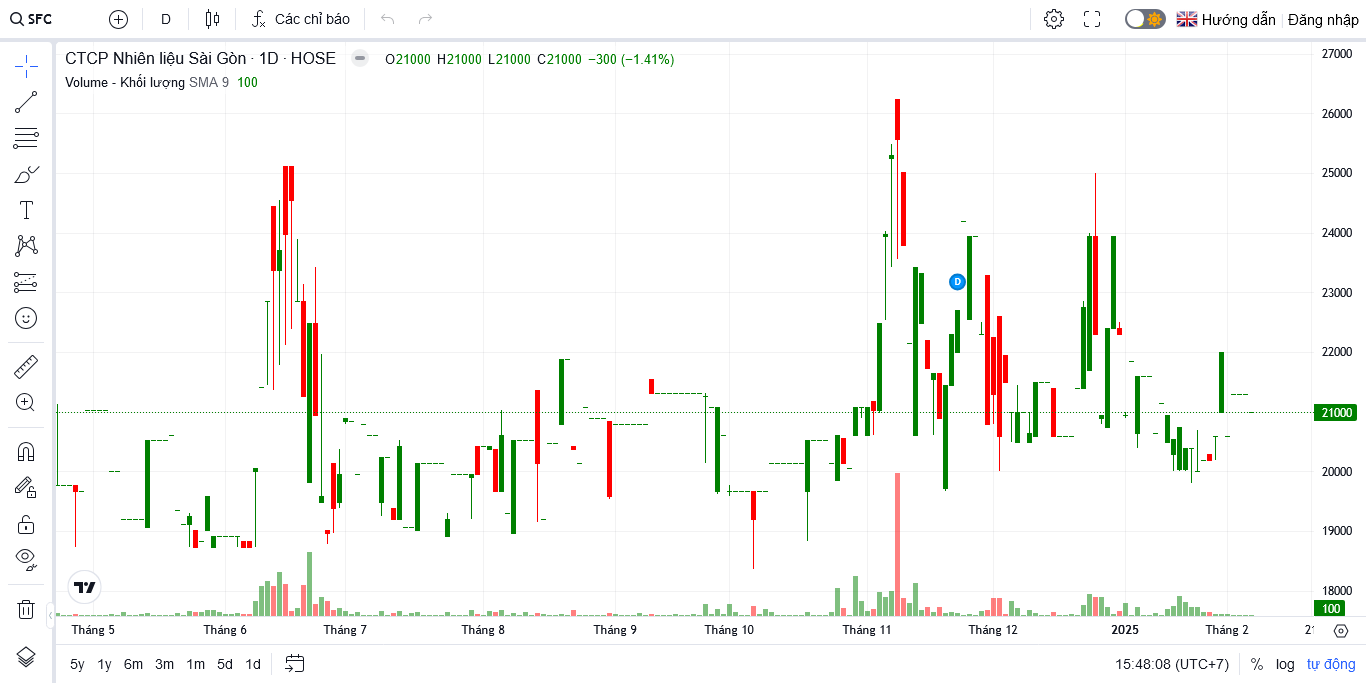 SFC D Các chỉ báo Hướng dẫn Đăng nhập
CTCP Nhiên liệu Sài Gòn · 1D · HOSE O21000 H21000 L21000 C21000 −300 (−1.41%)
Volume - Khối lượng SMA 9 100
27000
26000
25000
24000
23000
22000
21000
20000
19000
18000
100
D
Tháng 5 Tháng 6 Tháng 7 Tháng 8 Tháng 9 Tháng 10 Tháng 11 Tháng 12 2025 Tháng 2 21
5y 1y 6m 3m 1m 5d 1d 15:48:08 (UTC+7) % log tự động